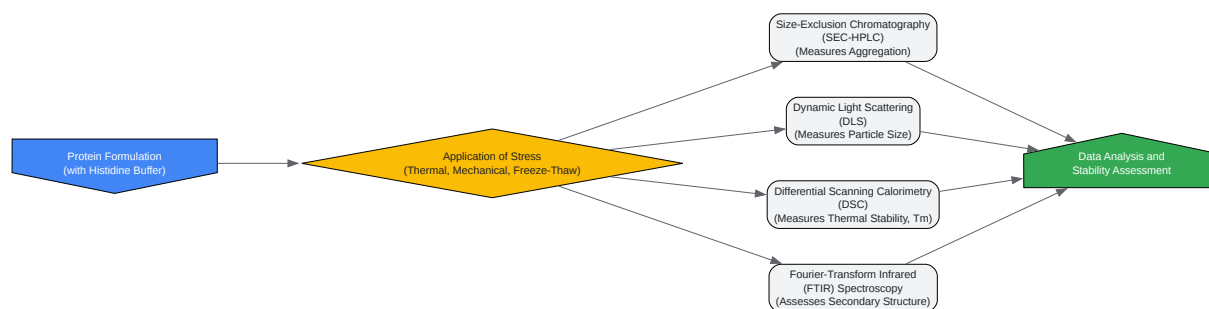 Protein Formulation
(with Histidine Buffer)
Application of Stress
(Thermal, Mechanical, Freeze-Thaw)
Size-Exclusion Chromatography
(SEC-HPLC)
(Measures Aggregation)
Dynamic Light Scattering
(DLS)
(Measures Particle Size)
Differential Scanning Calorimetry
(DSC)
(Measures Thermal Stability, Tm)
Fourier-Transform Infrared
(FTIR) Spectroscopy
(Assesses Secondary Structure)
Data Analysis and
Stability Assessment